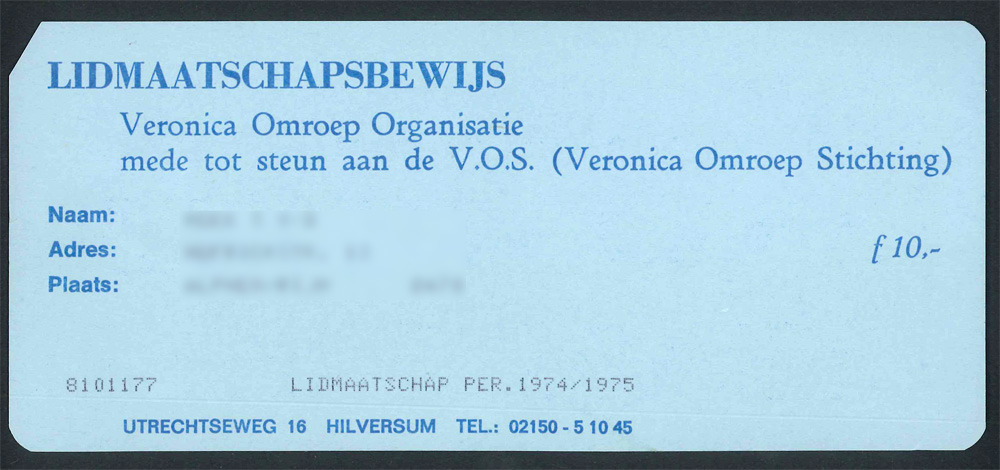 LIDMAATSCHAPSBEWIJS
Veronica Omroep Organisatie
mede tot steun aan de V.O.S. (Veronica Omroep Stichting)
Naam:
Adres:
ƒ 10,-
Plaats:
8101177 LIDMAATSCHAP PER.1974/1975
UTRECHTSEWEG 16 HILVERSUM TEL.: 02150 - 5 10 45